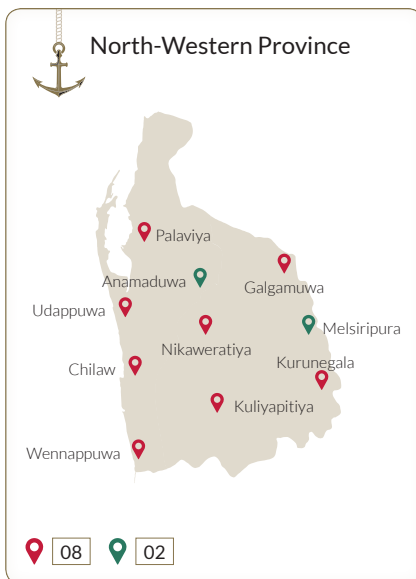 North-Western Province
Palaviya
Anamaduwa
Galgamuwa
Udappuwa
Melsiripura
Nikaweratiya
Kurunegala
Chilaw
Kuliyapitiya
Wennappuwa
08
02